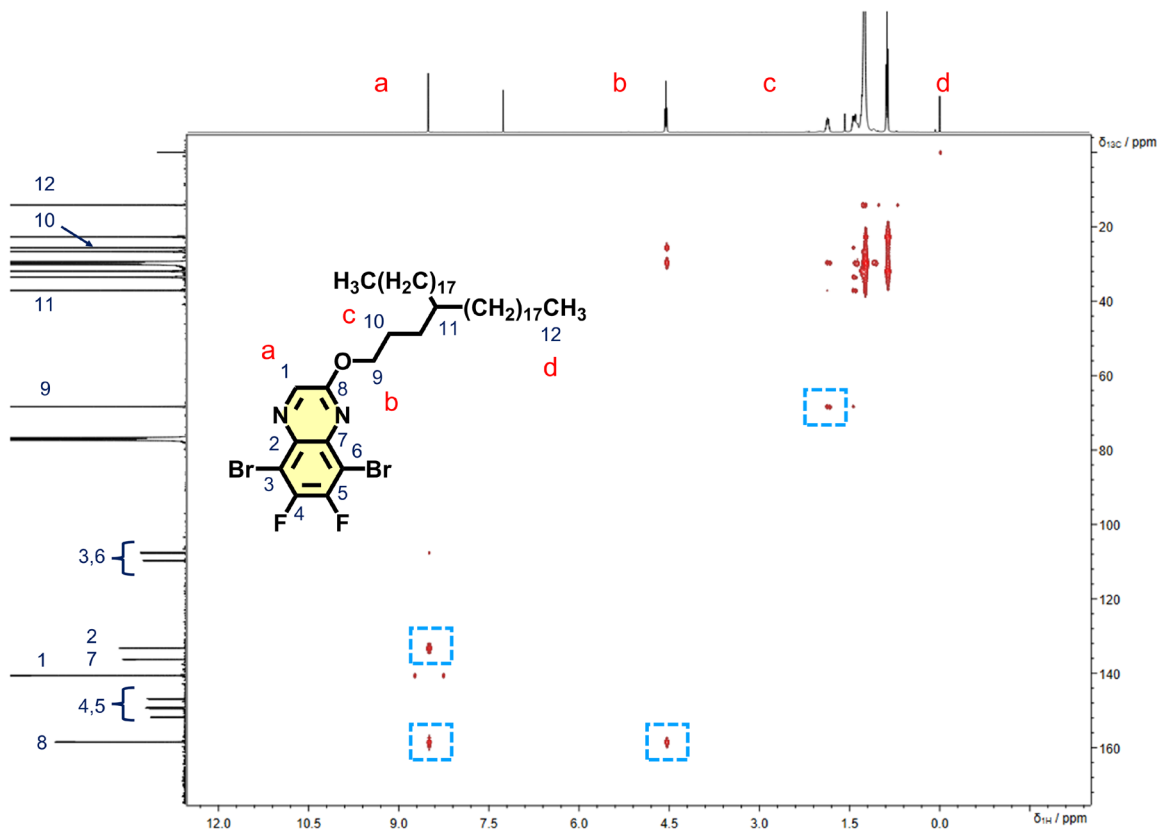 a b c d
δ13C / ppm
12
10
11
9
3,6
2
7
1
4,5
8
20
40
60
80
100
120
140
160
H3C(H2C)17
(CH2)17CH3
c
10
11
12
d
a
1
O
8
9
b
N
N
2
7
6
Br
Br
3
5
F
4
F
12.0 10.5 9.0 7.5 6.0 4.5 3.0 1.5 0.0
δ1H / ppm